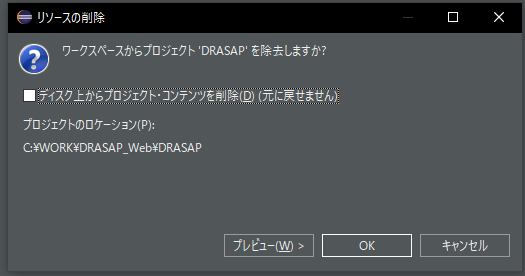 リソースの削除
ワークスペースからプロジェクト 'DRASAP' を除去しますか?
ディスク上からプロジェクト・コンテンツを削除(D) (元に戻せません)
プロジェクトのロケーション(P):
C:¥WORK¥DRASAP_Web¥DRASAP
プレビュー(W) >
OK
キャンセル